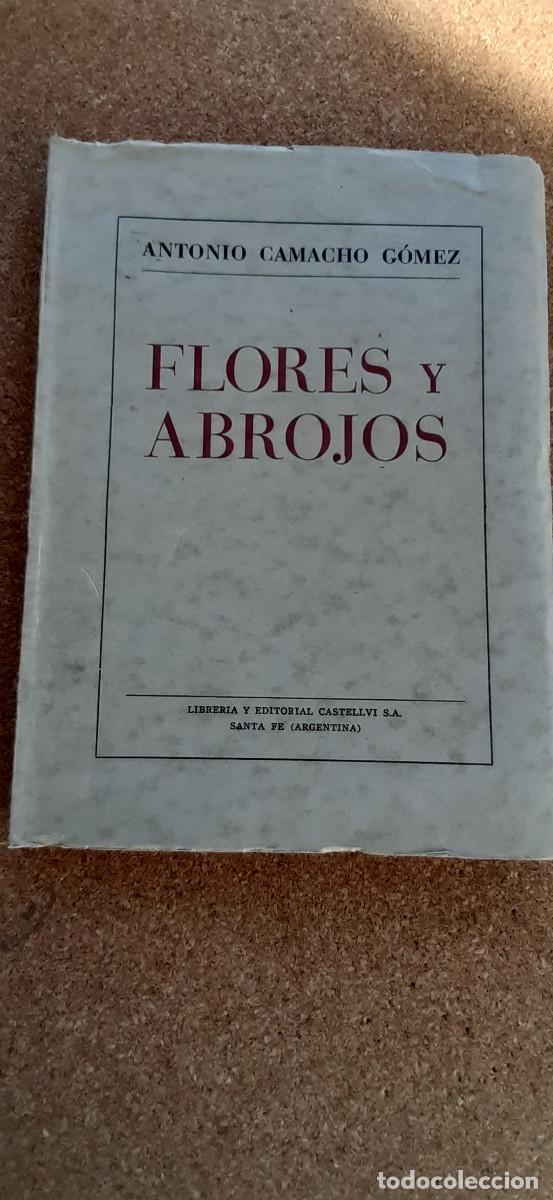 ANTONIO CAMACHO GÓMEZ
FLORES Y
ABROJOS
LIBRERIA Y EDITORIAL CASTELLVI S.A.
SANTA FE (ARGENTINA)
todocoleccion